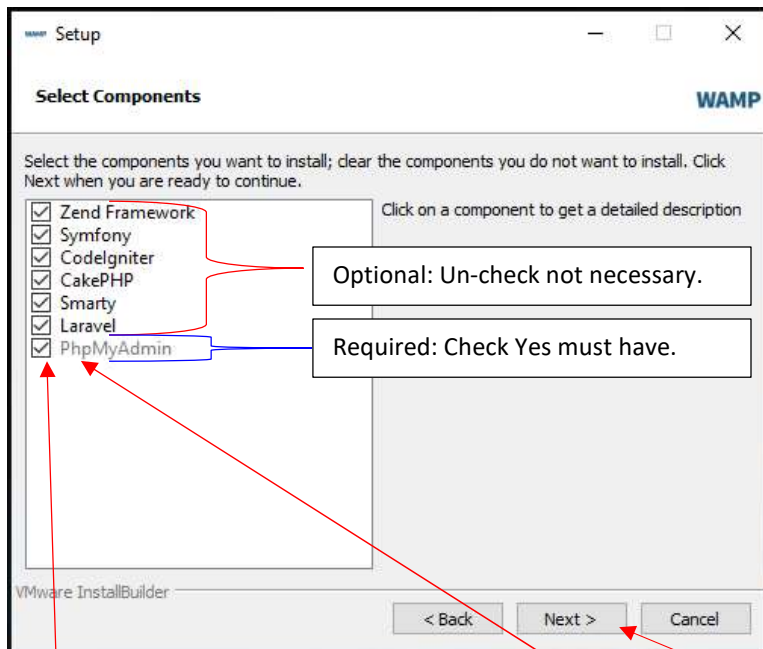 Setup
Select Components
WAMP
Select the components you want to install; clear the components you do not want to install. Click
Next when you are ready to continue.
Zend Framework
Click on a component to get a detailed description
Symfony
CodeIgniter
CakePHP
Optional: Un-check not necessary.
Smarty
Laravel
PhpMyAdmin
Required: Check Yes must have.
VMware InstallBuilder
< Back
Next >
Cancel